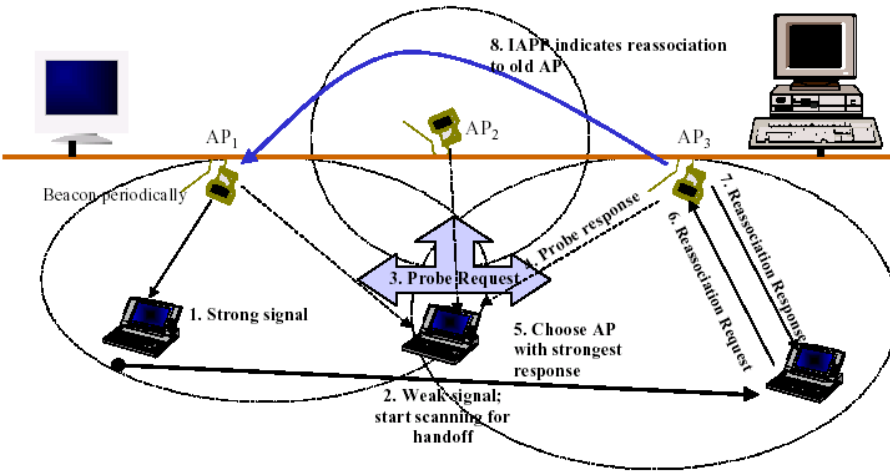 8. IAPP indicates reassociation
to old AP
AP1
AP2
AP3
Beacon periodically
7. Reassociation Response
6. Reassociation Request
Probe response
3. Probe Request
1. Strong signal
5. Choose AP
with strongest
response
2. Weak signal;
start scanning for
handoff